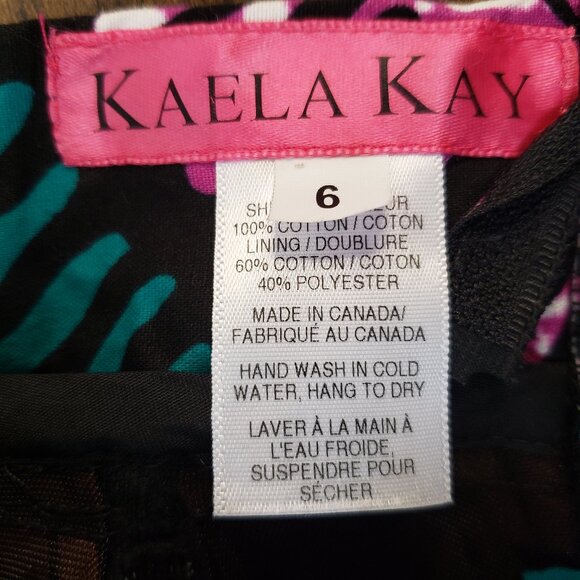 KAELA KAY
6
100% COTTON / COTON
LINING / DOUBLURE
60% COTTON / COTON
40% POLYESTER
MADE IN CANADA/
FABRIQUÉ AU CANADA
HAND WASH IN COLD
WATER, HANG TO DRY
LAVER À LA MAIN À
L'EAU FROIDE,
SUSPENDRE POUR
SÉCHER